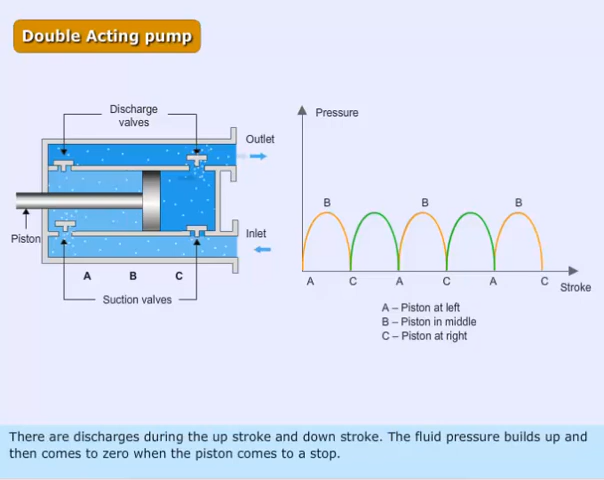 Double Acting pump
Discharge
valves
Outlet
Piston
Inlet
A B C
Suction valves
Pressure
B B B
A C A C A C
Stroke
A – Piston at left
B – Piston in middle
C – Piston at right
There are discharges during the up stroke and down stroke. The fluid pressure builds up and
then comes to zero when the piston comes to a stop.